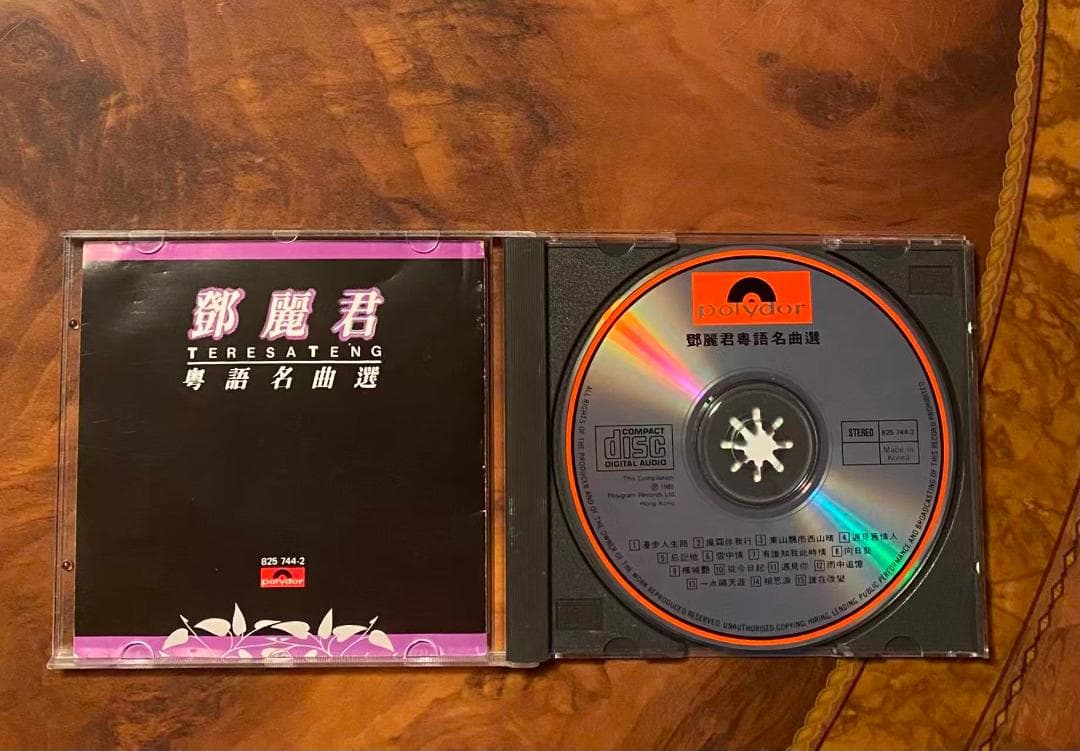 鄧麗君
TERESA TENG
粵語名曲選
825 744-2
polydor
polydor
鄧麗君粵語名曲選
COMPACT
disc
DIGITAL AUDIO
STEREO 825 744-2
Made in
Korea
This Compilation
℗ 1985
Polygram Records Ltd.
Hong Kong
1 漫步人生路 2 風霜伴我行 3 東山飄雨西山晴 4 遇見舊情人
5 忘記他 6 雪中情 7 有誰知我此時情 8 向日葵
9 檳城艷 10 從今日起 11 遇見你 12 雨中追憶
13 一水隔天涯 14 相思淚 15 誰在改變
ALL RIGHTS OF THE PRODUCER AND OF THE OWNER OF THE WORK REPRODUCED RESERVED. UNAUTHORISED COPYING, HIRING, LENDING, PUBLIC PERFORMANCE AND BROADCASTING OF THIS RECORD PROHIBITED